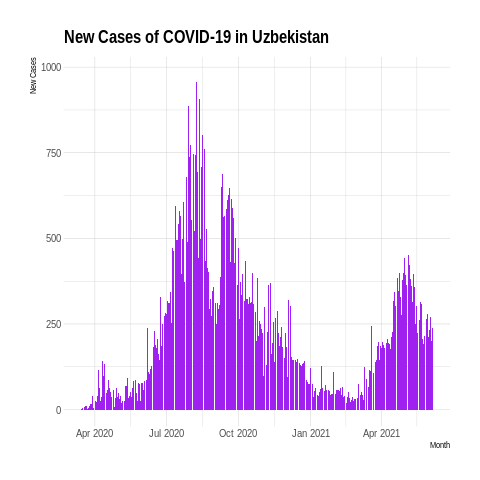 New Cases of COVID-19 in Uzbekistan
New Cases
1000
750
500
250
0
Apr 2020 Jul 2020 Oct 2020 Jan 2021 Apr 2021
Month